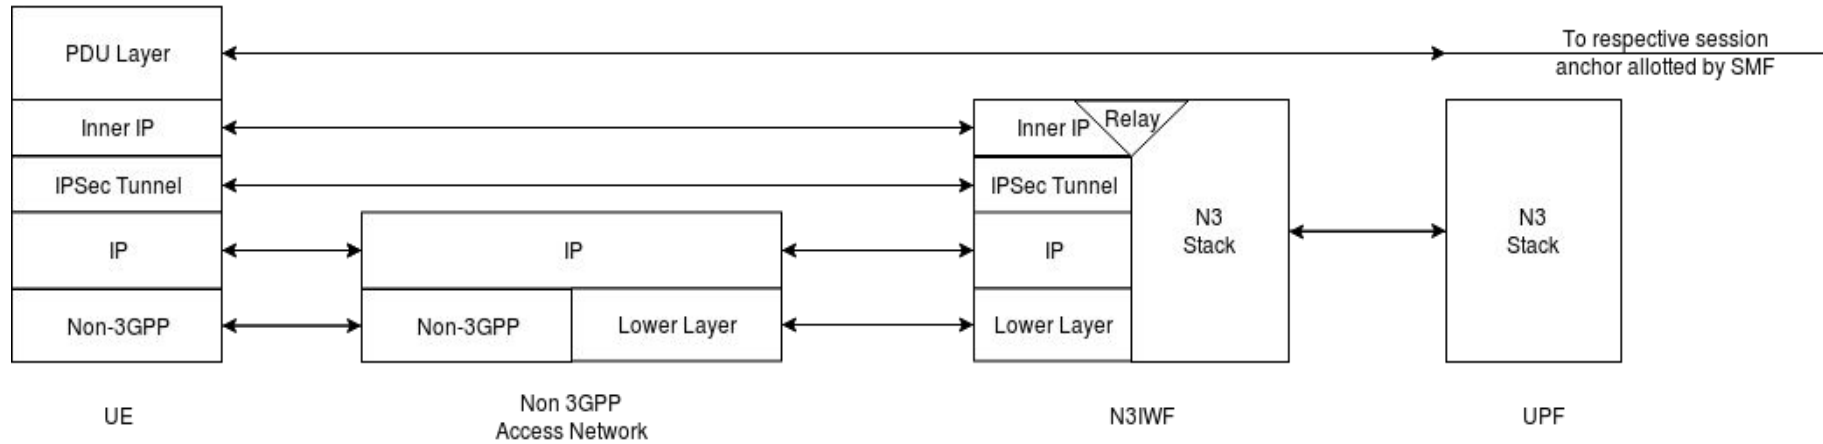 PDU Layer
To respective session
anchor allotted by SMF
Inner IP
Inner IP
Relay
IPSec Tunnel
IPSec Tunnel
N3
Stack
N3
Stack
IP
IP
IP
Non-3GPP
Non-3GPP
Lower Layer
Lower Layer
UE
Non 3GPP
Access Network
N3IWF
UPF